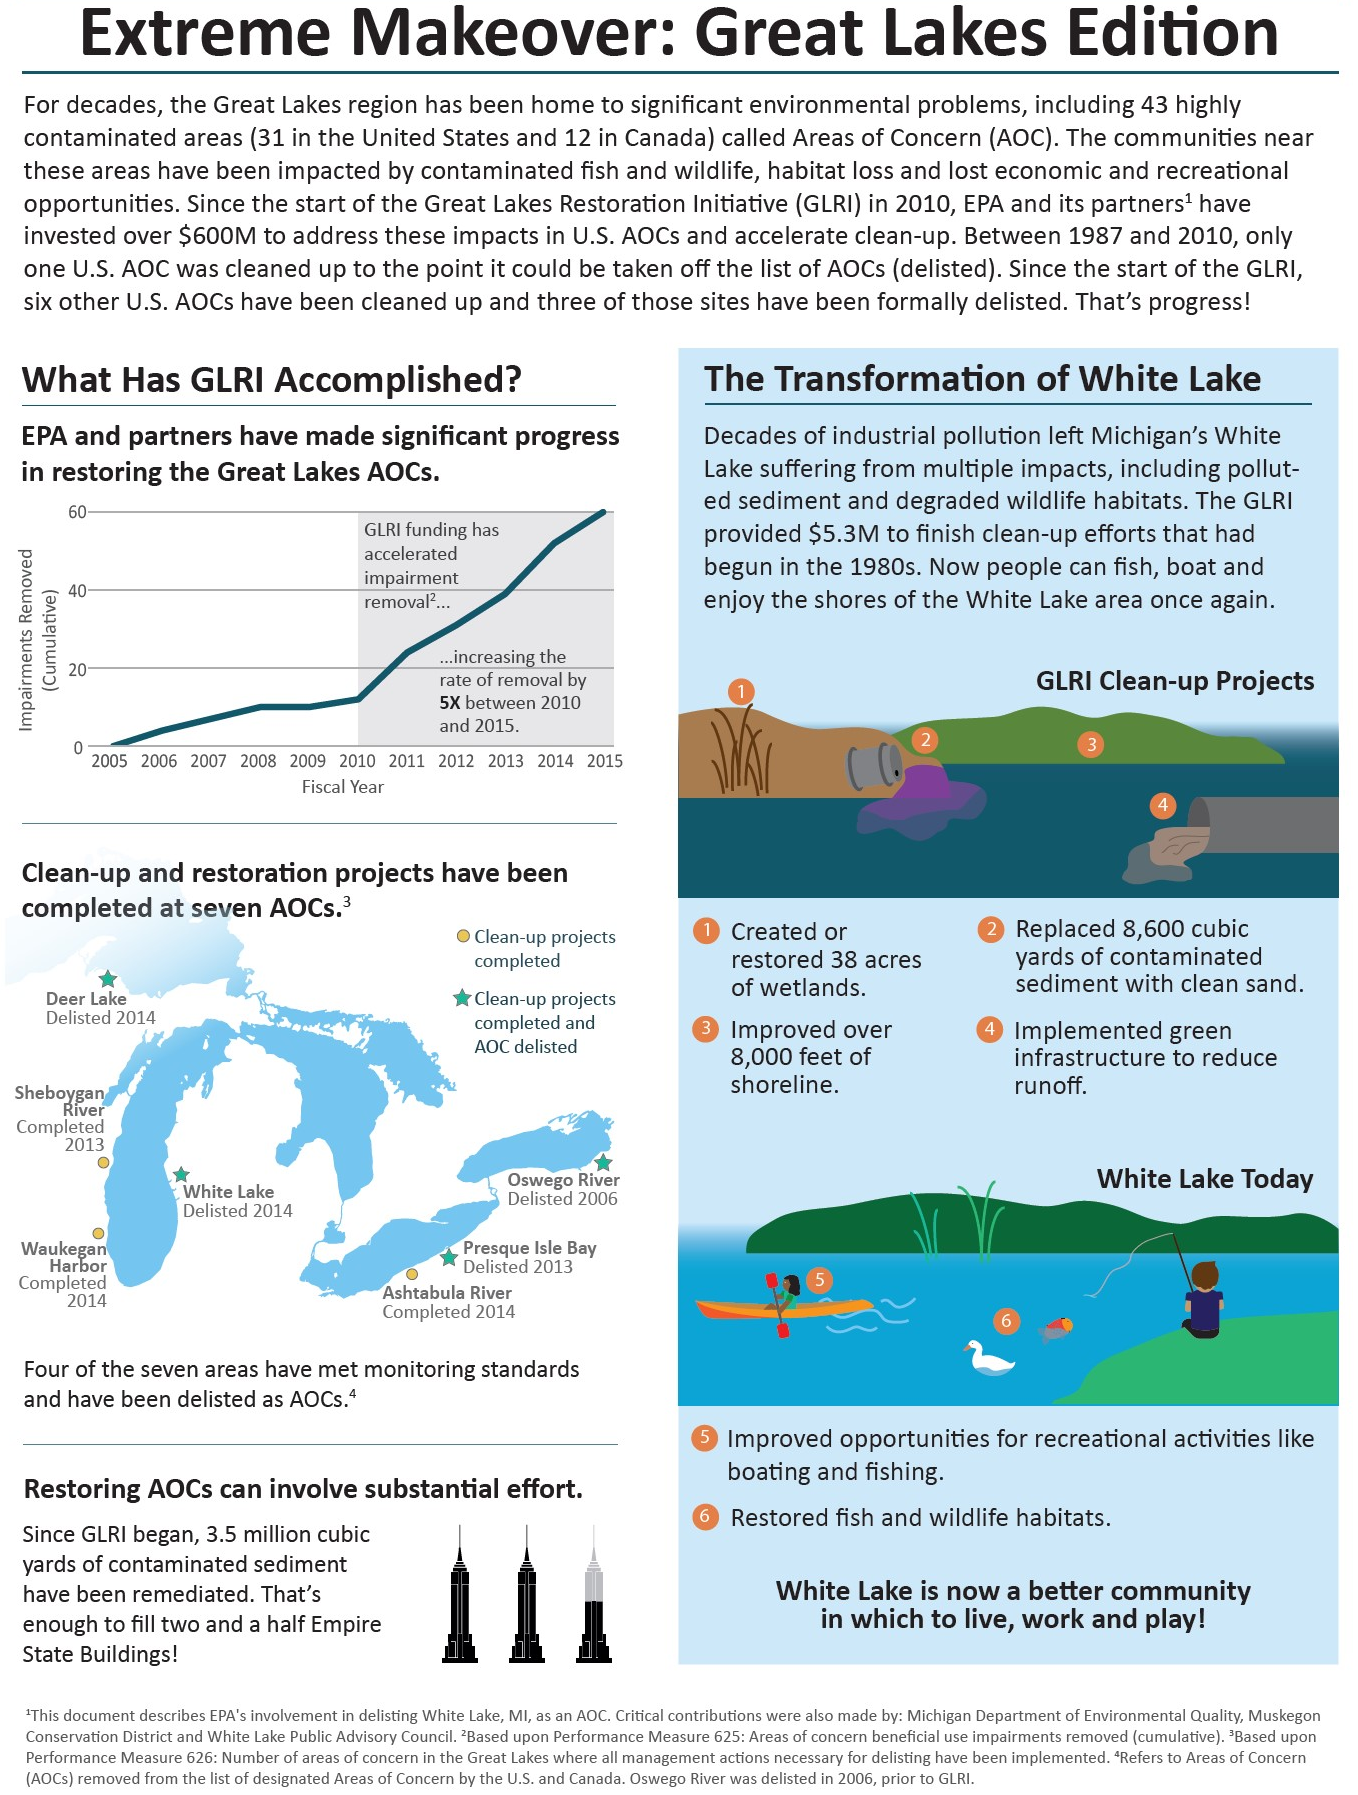 Extreme Makeover: Great Lakes Edition
For decades, the Great Lakes region has been home to significant environmental problems, including 43 highly
contaminated areas (31 in the United States and 12 in Canada) called Areas of Concern (AOC). The communities near
these areas have been impacted by contaminated fish and wildlife, habitat loss and lost economic and recreational
opportunities. Since the start of the Great Lakes Restoration Initiative (GLRI) in 2010, EPA and its partners¹ have
invested over $600M to address these impacts in U.S. AOCs and accelerate clean-up. Between 1987 and 2010, only
one U.S. AOC was cleaned up to the point it could be taken off the list of AOCs (delisted). Since the start of the GLRI,
six other U.S. AOCs have been cleaned up and three of those sites have been formally delisted. That's progress!
What Has GLRI Accomplished?
EPA and partners have made significant progress
in restoring the Great Lakes AOCs.
Impairments Removed
(Cumulative)
60
40
20
0
GLRI funding has
accelerated
impairment
removal²...
...increasing the
rate of removal by
5X between 2010
and 2015.
2005 2006 2007 2008 2009 2010 2011 2012 2013 2014 2015
Fiscal Year
Clean-up and restoration projects have been
completed at seven AOCs.³
Clean-up projects
completed
Clean-up projects
completed and
AOC delisted
Deer Lake
Delisted 2014
Sheboygan
River
Completed
2013
White Lake
Delisted 2014
Waukegan
Harbor
Completed
2014
Oswego River
Delisted 2006
Presque Isle Bay
Delisted 2013
Ashtabula River
Completed 2014
Four of the seven areas have met monitoring standards
and have been delisted as AOCs.⁴
Restoring AOCs can involve substantial effort.
Since GLRI began, 3.5 million cubic
yards of contaminated sediment
have been remediated. That's
enough to fill two and a half Empire
State Buildings!
The Transformation of White Lake
Decades of industrial pollution left Michigan's White
Lake suffering from multiple impacts, including pollut-
ed sediment and degraded wildlife habitats. The GLRI
provided $5.3M to finish clean-up efforts that had
begun in the 1980s. Now people can fish, boat and
enjoy the shores of the White Lake area once again.
GLRI Clean-up Projects
1
2
3
4
1 Created or
restored 38 acres
of wetlands.
2 Replaced 8,600 cubic
yards of contaminated
sediment with clean sand.
3 Improved over
8,000 feet of
shoreline.
4 Implemented green
infrastructure to reduce
runoff.
White Lake Today
5
6
5 Improved opportunities for recreational activities like
boating and fishing.
6 Restored fish and wildlife habitats.
White Lake is now a better community
in which to live, work and play!
¹This document describes EPA's involvement in delisting White Lake, MI, as an AOC. Critical contributions were also made by: Michigan Department of Environmental Quality, Muskegon
Conservation District and White Lake Public Advisory Council. ²Based upon Performance Measure 625: Areas of concern beneficial use impairments removed (cumulative). ³Based upon
Performance Measure 626: Number of areas of concern in the Great Lakes where all management actions necessary for delisting have been implemented. ⁴Refers to Areas of Concern
(AOCs) removed from the list of designated Areas of Concern by the U.S. and Canada. Oswego River was delisted in 2006, prior to GLRI.